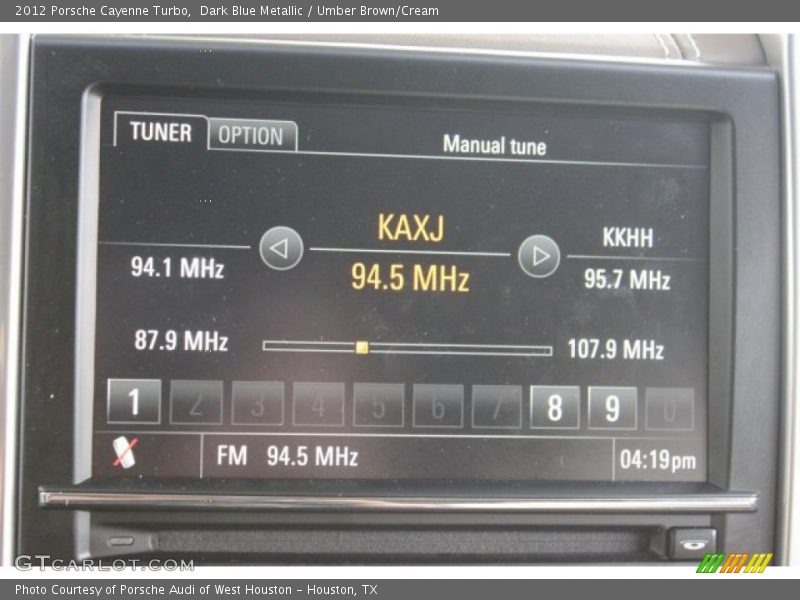 2012 Porsche Cayenne Turbo,  Dark Blue Metallic / Umber Brown/Cream
TUNER OPTION Manual tune
KAXJ KKHH
94.1 MHz 94.5 MHz 95.7 MHz
87.9 MHz 107.9 MHz
1 2 3 4 5 6 7 8 9 0
FM 94.5 MHz 04:19pm
GTCARLOT.COM
Photo Courtesy of Porsche Audi of West Houston - Houston, TX